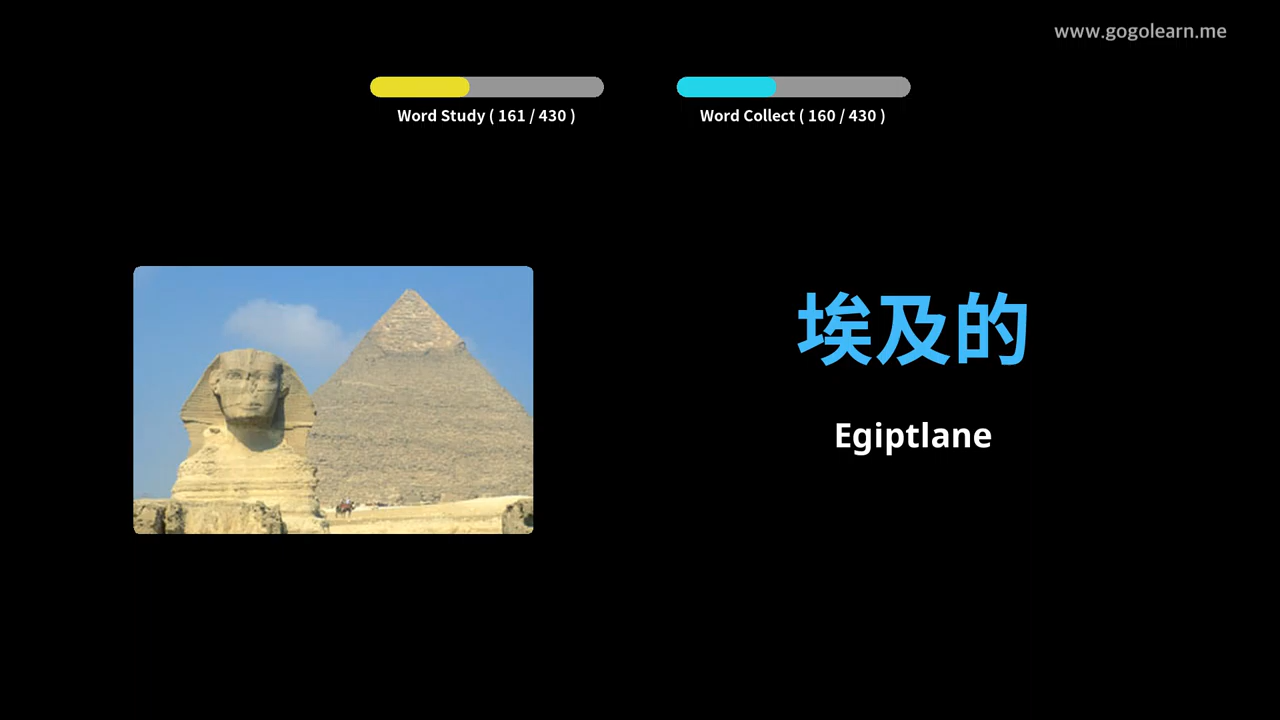 www.gogolearn.me
Word Study ( 161 / 430 )
Word Collect ( 160 / 430 )
埃及的
Egiptlane